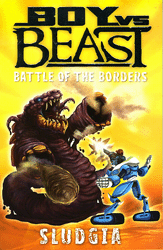 BOY VS
BEAST
BATTLE OF THE BORDERS
SLUDGIA